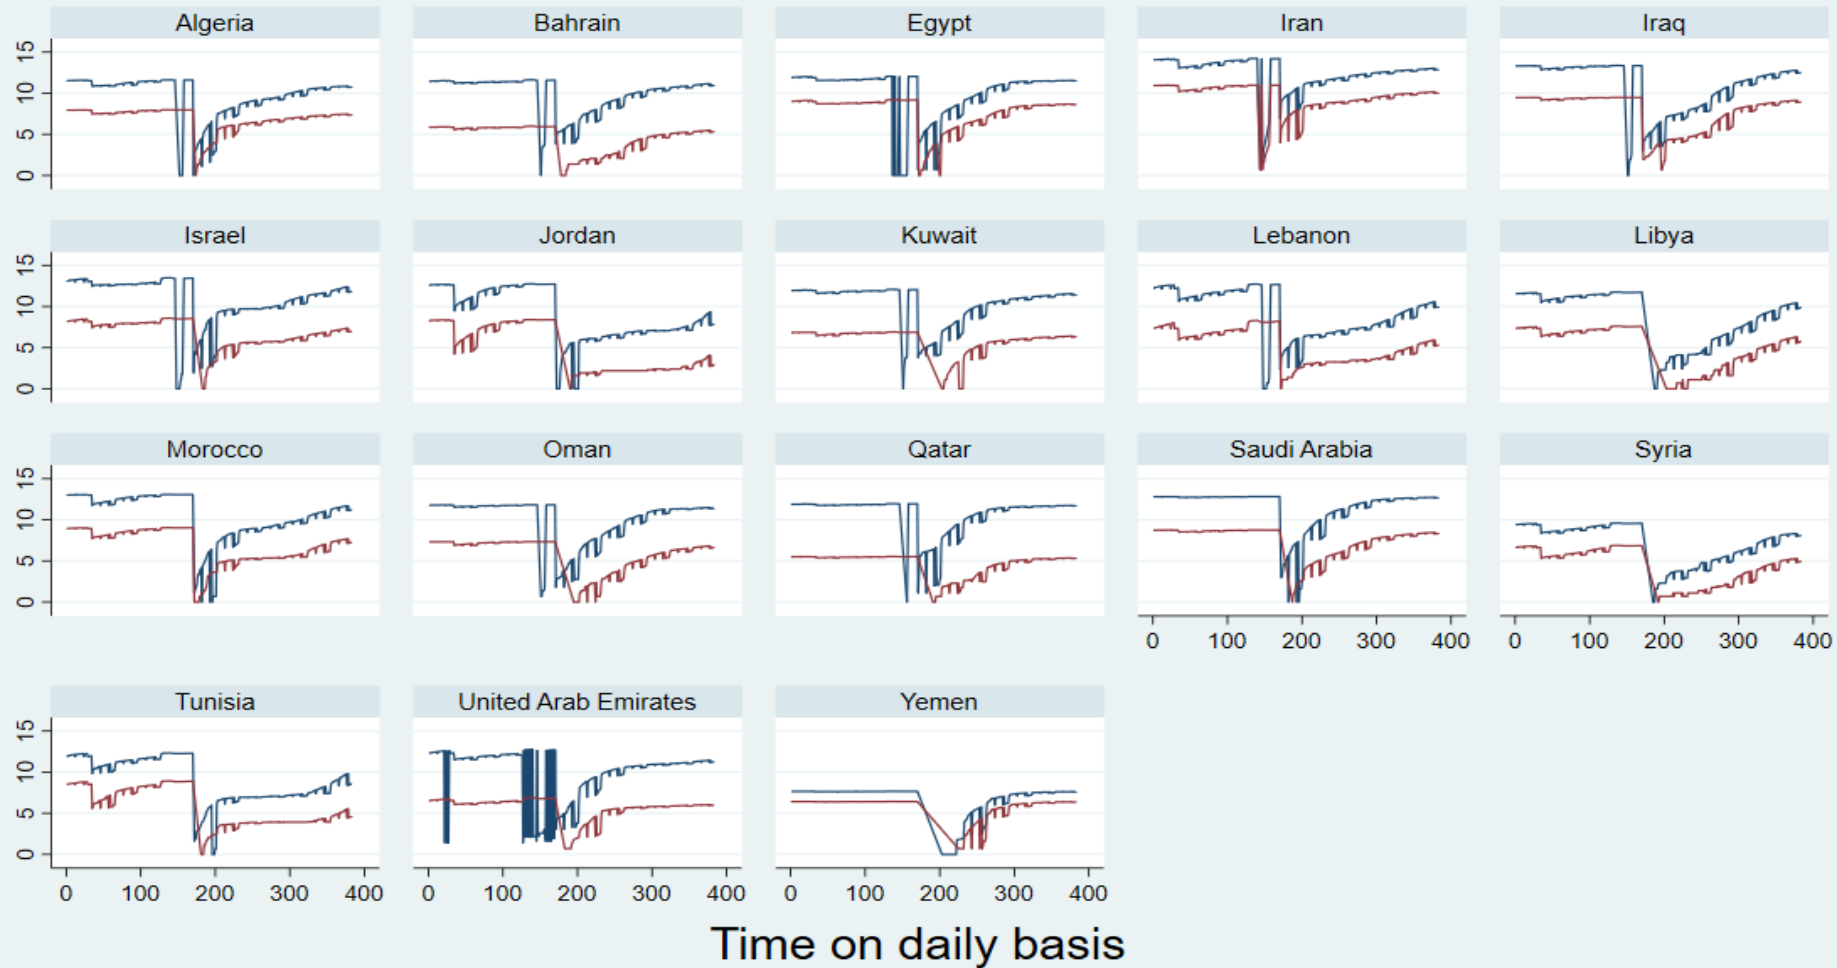 Algeria Bahrain Egypt Iran Iraq
15
10
5
0
Israel Jordan Kuwait Lebanon Libya
15
10
5
0
Morocco Oman Qatar Saudi Arabia Syria
15
10
5
0
0 100 200 300 400 0 100 200 300 400
Tunisia United Arab Emirates Yemen
15
10
5
0
0 100 200 300 400 0 100 200 300 400 0 100 200 300 400
Time on daily basis